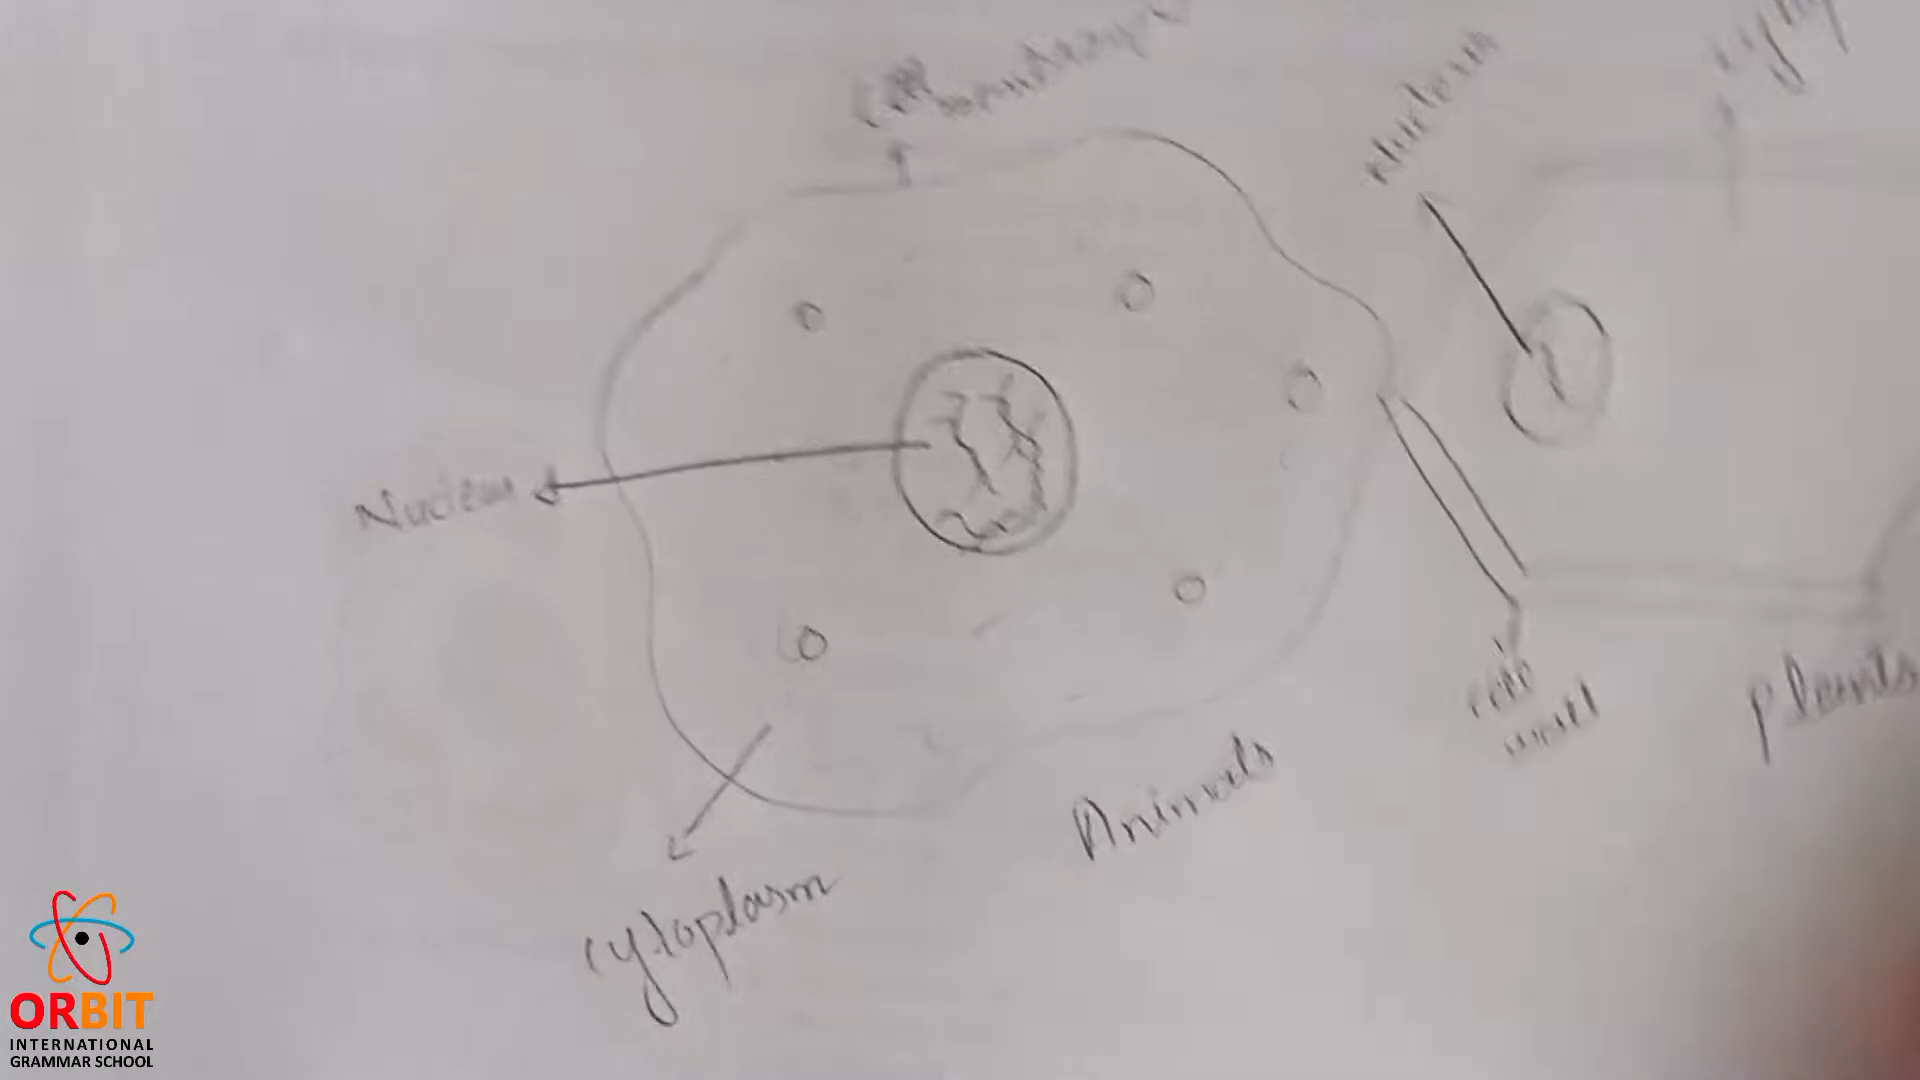 Nucleus
Nucleus
cell
wall
plants
Animals
cytoplasm
ORBIT
INTERNATIONAL
GRAMMAR SCHOOL